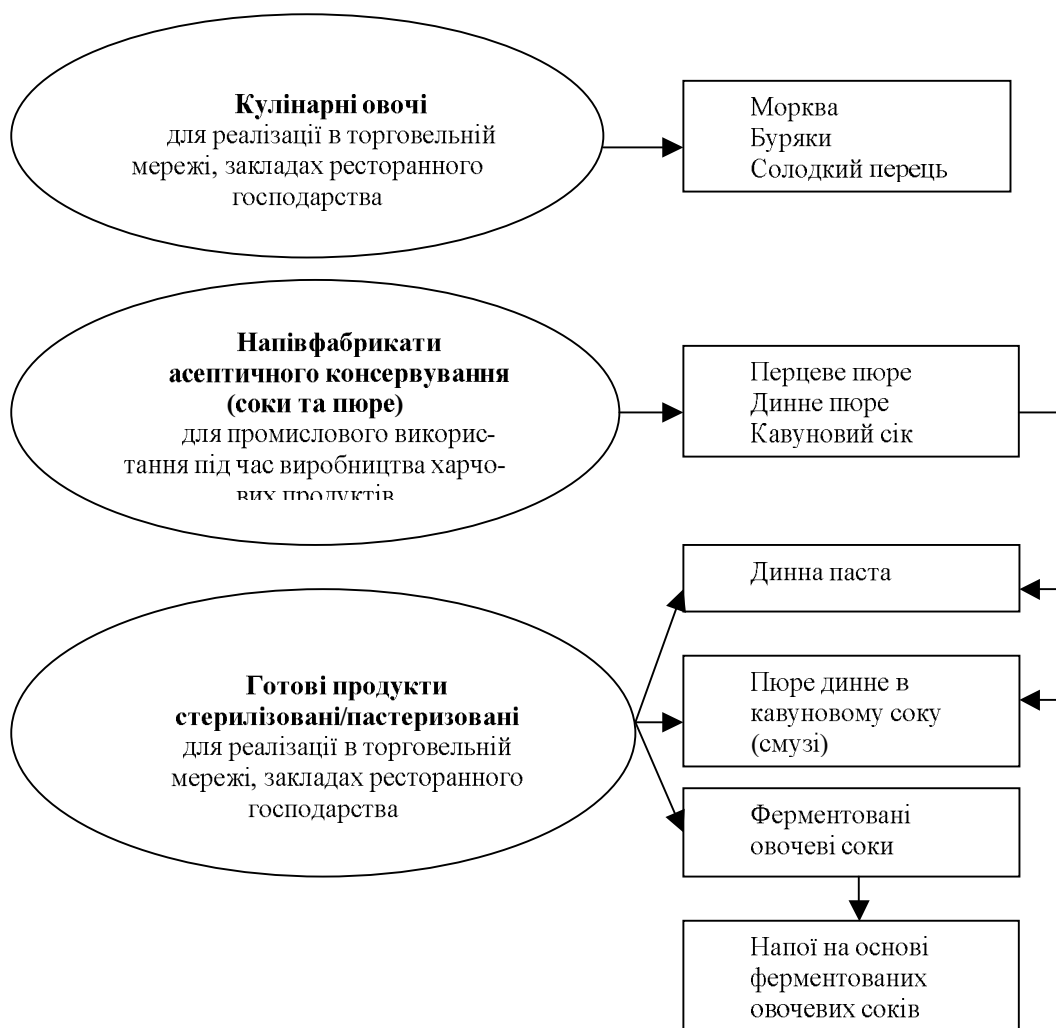 Кулінарні овочі
для реалізації в торговельній
мережі, закладах ресторанного
господарства
Морква
Буряки
Солодкий перець
Напівфабрикати
асептичного консервування
(соки та пюре)
для промислового викорис-
тання під час виробництва харчо-
вих продуктів
Перцеве пюре
Динне пюре
Кавуновий сік
Готові продукти
стерилізовані/пастеризовані
для реалізації в торговельній
мережі, закладах ресторанного
господарства
Динна паста
Пюре динне в
кавуновому соку
(смузі)
Ферментовані
овочеві соки
Напої на основі
ферментованих
овочевих соків